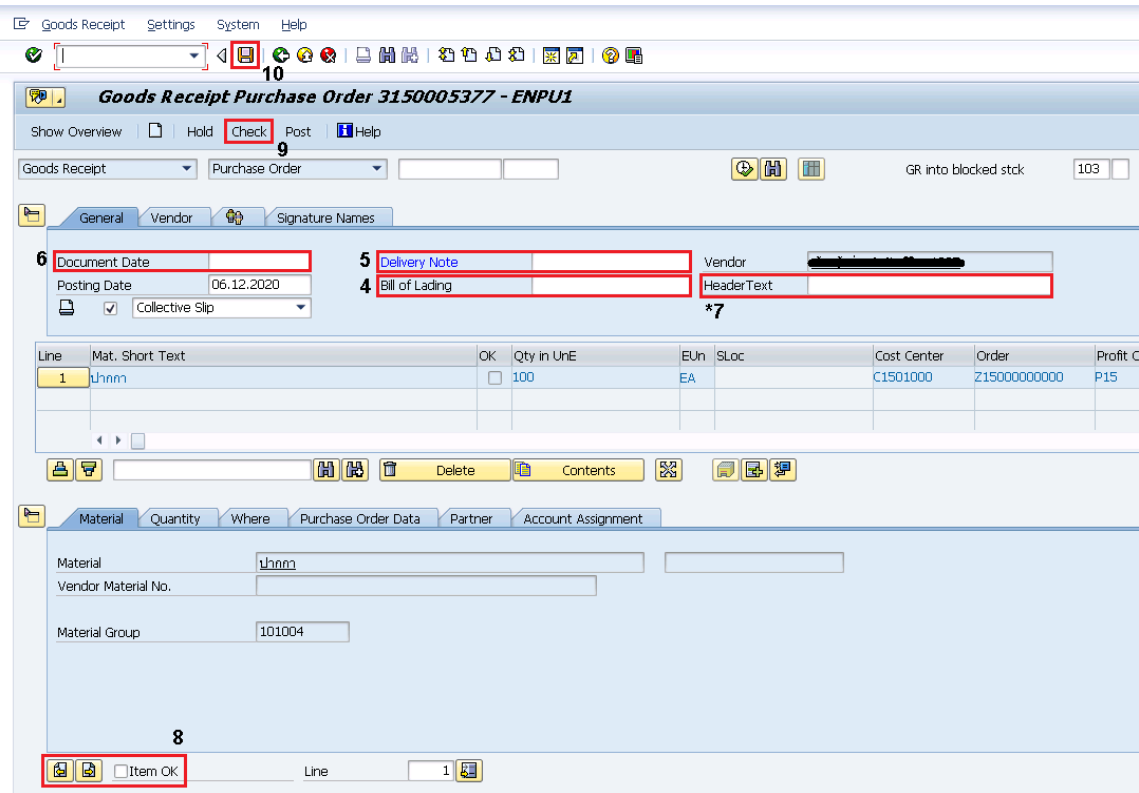 Goods Receipt Settings System Help
10
Goods Receipt Purchase Order 3150005377 - ENPU1
Show Overview Hold Check Post Help
9
Goods Receipt Purchase Order GR into blocked stck 103
General Vendor Signature Names
6 Document Date 5 Delivery Note Vendor
Posting Date 06.12.2020 4 Bill of Lading HeaderText
Collective Slip *7
Line Mat. Short Text OK Qty in UnE EUn SLoc Cost Center Order Profit C
1 ปากกา 100 EA C1501000 Z15000000000 P15
Delete Contents
Material Quantity Where Purchase Order Data Partner Account Assignment
Material ปากกา
Vendor Material No.
Material Group 101004
8
Item OK Line 1